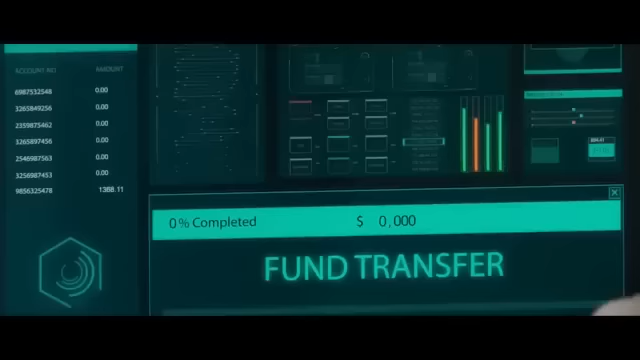 ACCOUNT NO AMOUNT
6987532548 0.00
3265849256 0.00
2359875462 0.00
3265897456 0.00
2546987563 0.00
3256987453 0.00
9856325478 1388.11
0% Completed $ 0,000
FUND TRANSFER